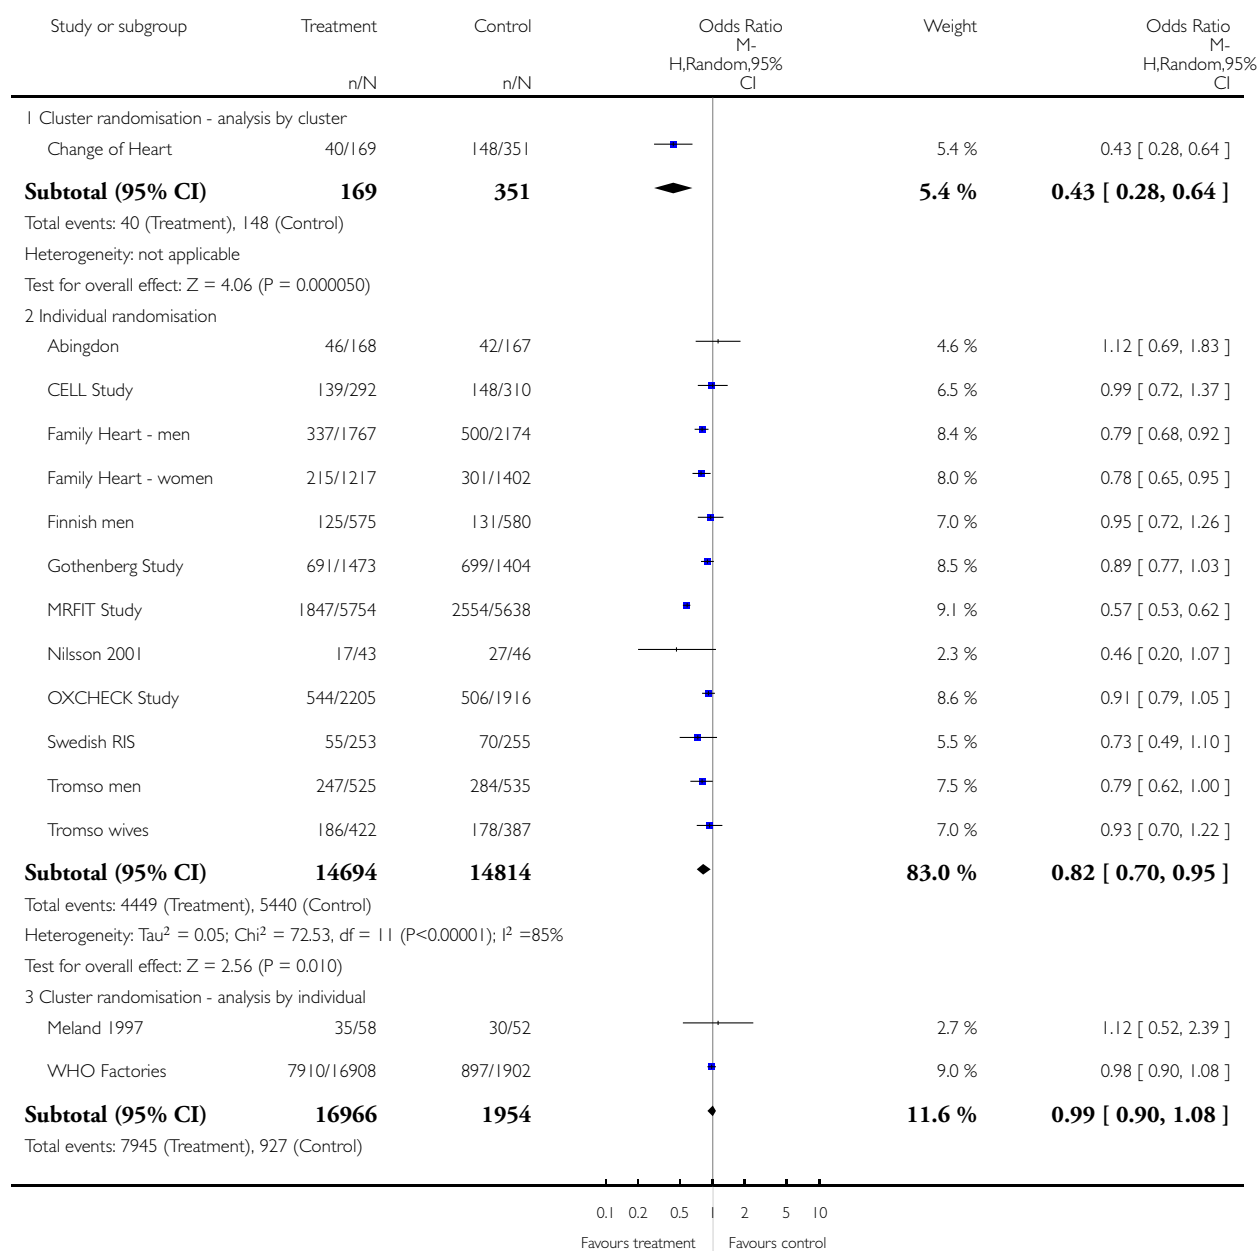 Study or subgroup Treatment Control Odds Ratio Weight Odds Ratio
M- M-
H,Random,95% H,Random,95%
n/N n/N CI CI
1 Cluster randomisation - analysis by cluster
Change of Heart 40/169 148/351 5.4 % 0.43 [ 0.28, 0.64 ]
Subtotal (95% CI) 169 351 5.4 % 0.43 [ 0.28, 0.64 ]
Total events: 40 (Treatment), 148 (Control)
Heterogeneity: not applicable
Test for overall effect: Z = 4.06 (P = 0.000050)
2 Individual randomisation
Abingdon 46/168 42/167 4.6 % 1.12 [ 0.69, 1.83 ]
CELL Study 139/292 148/310 6.5 % 0.99 [ 0.72, 1.37 ]
Family Heart - men 337/1767 500/2174 8.4 % 0.79 [ 0.68, 0.92 ]
Family Heart - women 215/1217 301/1402 8.0 % 0.78 [ 0.65, 0.95 ]
Finnish men 125/575 131/580 7.0 % 0.95 [ 0.72, 1.26 ]
Gothenberg Study 691/1473 699/1404 8.5 % 0.89 [ 0.77, 1.03 ]
MRFIT Study 1847/5754 2554/5638 9.1 % 0.57 [ 0.53, 0.62 ]
Nilsson 2001 17/43 27/46 2.3 % 0.46 [ 0.20, 1.07 ]
OXCHECK Study 544/2205 506/1916 8.6 % 0.91 [ 0.79, 1.05 ]
Swedish RIS 55/253 70/255 5.5 % 0.73 [ 0.49, 1.10 ]
Tromso men 247/525 284/535 7.5 % 0.79 [ 0.62, 1.00 ]
Tromso wives 186/422 178/387 7.0 % 0.93 [ 0.70, 1.22 ]
Subtotal (95% CI) 14694 14814 83.0 % 0.82 [ 0.70, 0.95 ]
Total events: 4449 (Treatment), 5440 (Control)
Heterogeneity: Tau² = 0.05; Chi² = 72.53, df = 11 (P<0.00001); I² =85%
Test for overall effect: Z = 2.56 (P = 0.010)
3 Cluster randomisation - analysis by individual
Meland 1997 35/58 30/52 2.7 % 1.12 [ 0.52, 2.39 ]
WHO Factories 7910/16908 897/1902 9.0 % 0.98 [ 0.90, 1.08 ]
Subtotal (95% CI) 16966 1954 11.6 % 0.99 [ 0.90, 1.08 ]
Total events: 7945 (Treatment), 927 (Control)
0.1 0.2 0.5 1 2 5 10
Favours treatment Favours control